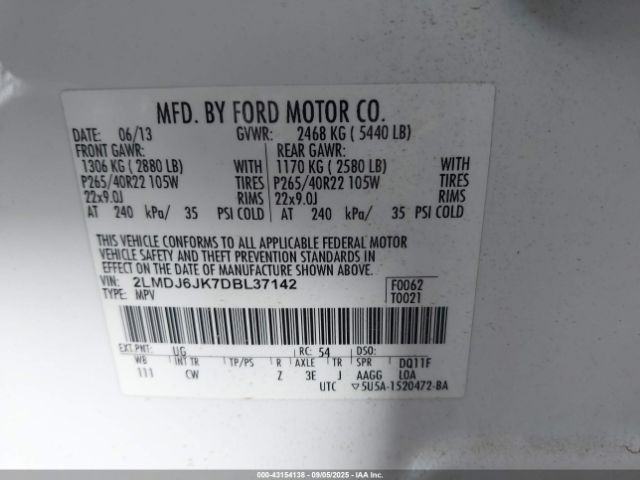 MFD. BY FORD MOTOR CO.
DATE: 06/13 GVWR: 2468 KG ( 5440 LB)
FRONT GAWR: REAR GAWR:
1306 KG ( 2880 LB) WITH 1170 KG ( 2580 LB) WITH
P265/40R22 105W TIRES P265/40R22 105W TIRES
22x9.0J RIMS 22x9.0J RIMS
AT 240 kPa/ 35 PSI COLD AT 240 kPa/ 35 PSI COLD
THIS VEHICLE CONFORMS TO ALL APPLICABLE FEDERAL MOTOR
VEHICLE SAFETY AND THEFT PREVENTION STANDARDS IN
EFFECT ON THE DATE OF MANUFACTURE SHOWN ABOVE.
VIN: 2LMDJ6JK7DBL37142 F0062
TYPE: MPV T0021
EXT PNT: UG RC: 54 DSO:
WB INT TR TP/PS R AXLE TR SPR DQ11F
111 CW Z 3E J AAGG LOA
UTC ▽5U5A-1520472-BA
000-43154138 - 09/05/2025 - IAA Inc.